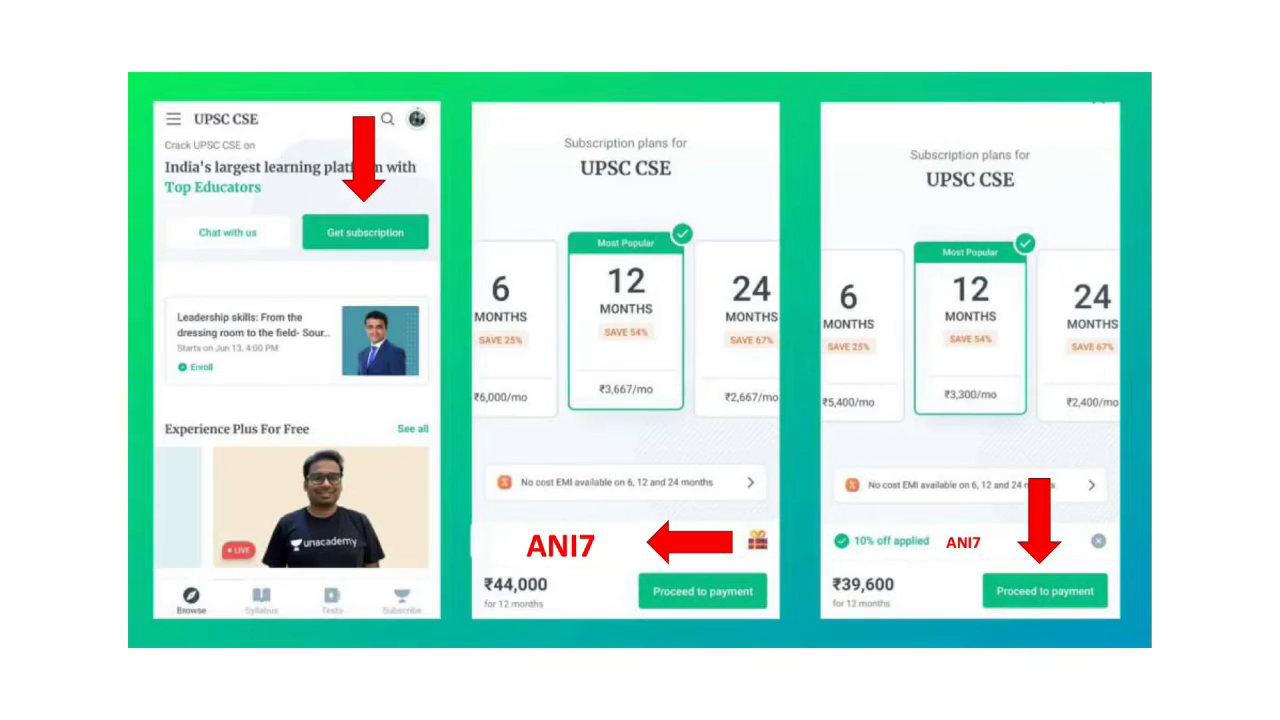 UPSC CSE
Crack UPSC CSE on
India's largest learning platform with
Top Educators
Chat with us
Get subscription
Leadership skills: From the
dressing room to the field- Sour...
Starts on Jun 13, 4:00 PM
Enroll
Experience Plus For Free
See all
unacademy
LIVE
Browse
Syllabus
Tests
Subscribe
Subscription plans for
UPSC CSE
Most Popular
6
MONTHS
SAVE 25%
₹6,000/mo
12
MONTHS
SAVE 54%
₹3,667/mo
24
MONTHS
SAVE 67%
₹2,667/mo
No cost EMI available on 6, 12 and 24 months
ANI7
₹44,000
for 12 months
Proceed to payment
Subscription plans for
UPSC CSE
Most Popular
6
MONTHS
SAVE 25%
₹5,400/mo
12
MONTHS
SAVE 54%
₹3,300/mo
24
MONTHS
SAVE 67%
₹2,400/mo
No cost EMI available on 6, 12 and 24
10% off applied
ANI7
₹39,600
for 12 months
Proceed to payment